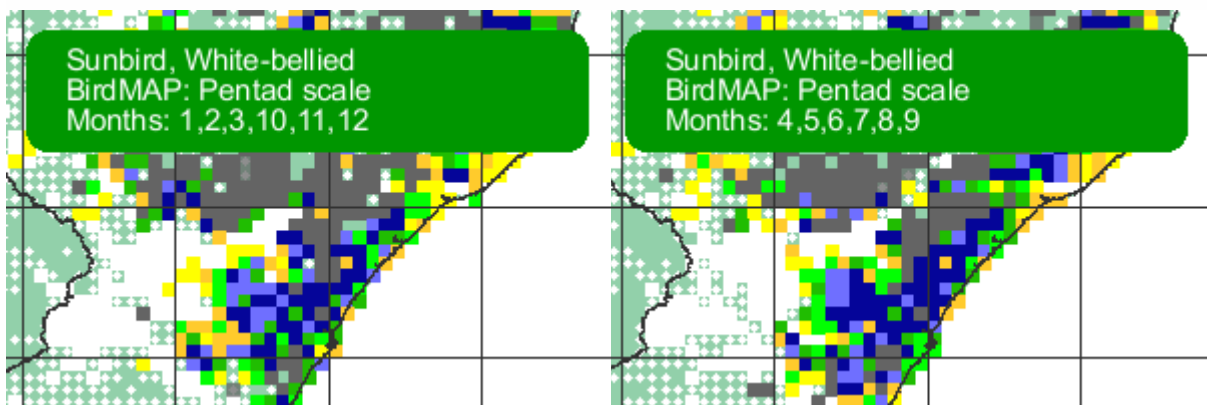 Sunbird, White-bellied
BirdMAP: Pentad scale
Months: 1,2,3,10,11,12
Sunbird, White-bellied
BirdMAP: Pentad scale
Months: 4,5,6,7,8,9